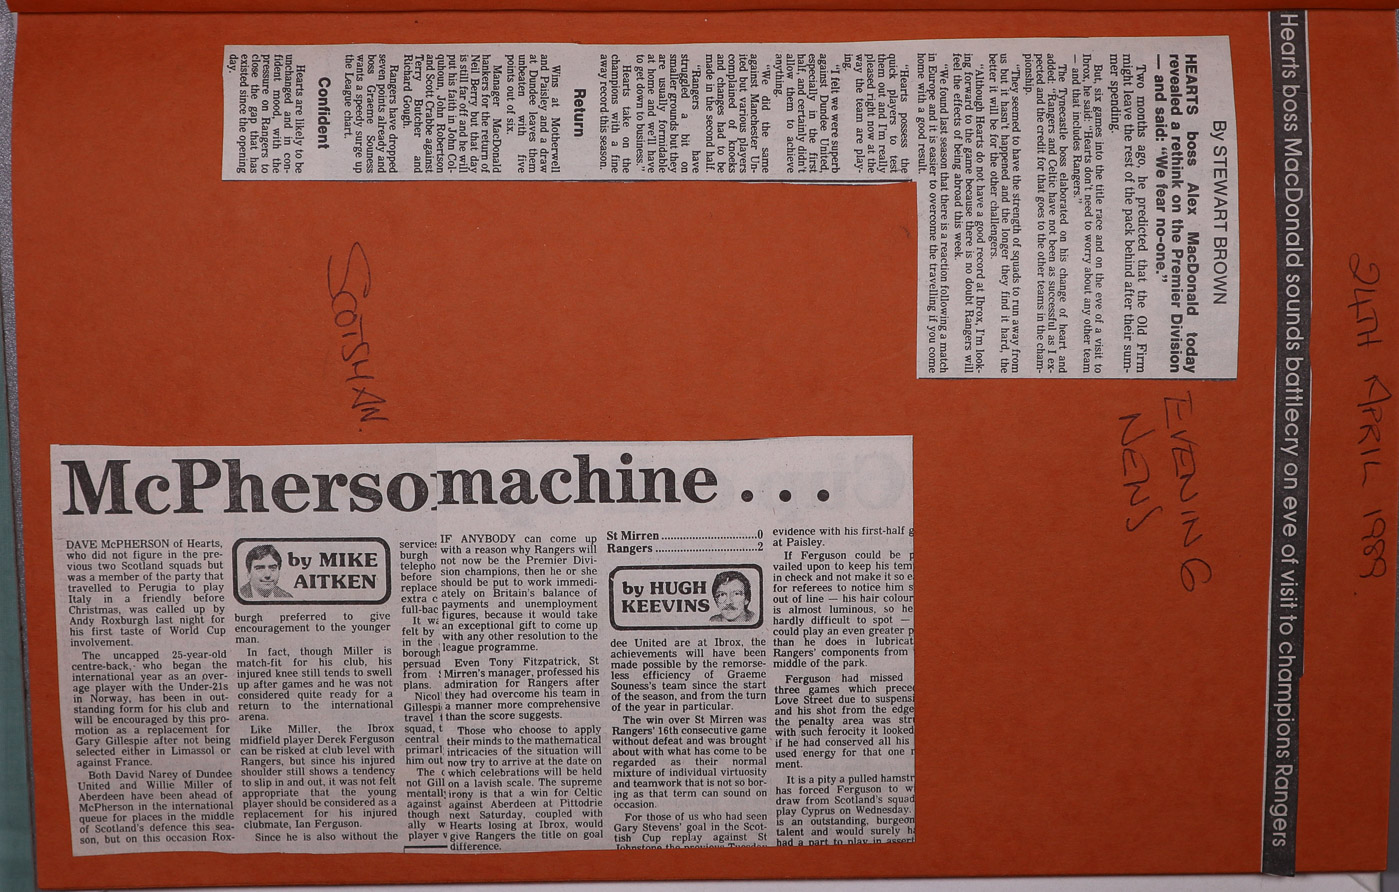 24TH APRIL 1989.
Hearts boss MacDonald sounds battlecry on eve of visit to champions Rangers
EVENING
NEWS
By STEWART BROWN
HEARTS boss Alex MacDonald today
revealed a rethink on the Premier Division
— and said: "We fear no-one."
Two months ago, he predicted that the Old Firm
might leave the rest of the pack behind after their sum-
mer spending.
But, six games into the title race and on the eve of a visit to
Ibrox, he said: "Hearts don't need to worry about any other team
— and that includes Rangers."
The Tynecastle boss elaborated on his change of heart and
added: "Rangers and Celtic have not been as successful as I ex-
pected and the credit for that goes to the other teams in the cham-
pionship.
"They seemed to have the strength of squads to run away from
us but it hasn't happened and the longer they find it hard, the
better it will be for the other challengers.
"Although Hearts do not have a good record at Ibrox, I'm look-
ing forward to the game because there is no doubt Rangers will
feel the effects of being abroad this week.
"We found last season that there is a reaction following a match
in Europe and it is easier to overcome the travelling if you come
home with a good result.
"Hearts possess the
quick players to test
them out and I'm really
pleased right now at the
way the team are play-
ing.
"I felt we were superb
against Dundee United,
especially in the first
half, and certainly didn't
allow them to achieve
anything.
"We did the same
against Manchester Un-
ited but various players
complained of knocks
and changes had to be
made in the second half.
"Rangers have
struggled a bit on
smaller grounds but they
are usually formidable
at home and we'll have
to get down to business."
Hearts take on the
champions with a fine
away record this season.
Return
Wins at Motherwell
and Paisley and a draw
at Dundee leaves them
unbeaten with five
points out of six.
Manager MacDonald
hankers for the return of
Neil Berry but that day
is still far off and he will
put his faith in John Col-
quhoun, John Robertson
and Scott Crabbe against
Terry Butcher and
Richard Gough.
Rangers have dropped
seven points already and
boss Graeme Souness
wants a speedy surge up
the League chart.
Confident
Hearts are likely to be
unchanged and in con-
fident mood, with the
pressure on Rangers to
close the gap that has
existed since the opening
day.
SCOTSMAN.
McPherso machine . . .
DAVE McPHERSON of Hearts,
who did not figure in the pre-
vious two Scotland squads but
was a member of the party that
travelled to Perugia to play
Italy in a friendly before
Christmas, was called up by
Andy Roxburgh last night for
his first taste of World Cup
involvement.
The uncapped 25-year-old
centre-back, who began the
international year as an over-
age player with the Under-21s
in Norway, has been in out-
standing form for his club and
will be encouraged by this pro-
motion as a replacement for
Gary Gillespie after not being
selected either in Limassol or
against France.
Both David Narey of Dundee
United and Willie Miller of
Aberdeen have been ahead of
McPherson in the international
queue for places in the middle
of Scotland's defence this sea-
son, but on this occasion Rox-
by MIKE
AITKEN
burgh preferred to give
encouragement to the younger
man.
In fact, though Miller is
match-fit for his club, his
injured knee still tends to swell
up after games and he was not
considered quite ready for a
return to the international
arena.
Like Miller, the Ibrox
midfield player Derek Ferguson
can be risked at club level with
Rangers, but since his injured
shoulder still shows a tendency
to slip in and out, it was not felt
appropriate that the young
player should be considered as a
replacement for his injured
clubmate, Ian Ferguson.
Since he is also without the
services
burgh
telepho
before
replace
extra c
full-bac
It wa
felt by
in the
borough
persuad
from
plans.
Nicol
Gillespi
travel t
squad, t
central
primarl
him out
The c
not Gill
mentall
against
though
ally w
player v
IF ANYBODY can come up
with a reason why Rangers will
not now be the Premier Divi-
sion champions, then he or she
should be put to work immedi-
ately on Britain's balance of
payments and unemployment
figures, because it would take
an exceptional gift to come up
with any other resolution to the
league programme.
Even Tony Fitzpatrick, St
Mirren's manager, professed his
admiration for Rangers after
they had overcome his team in
a manner more comprehensive
than the score suggests.
Those who choose to apply
their minds to the mathematical
intricacies of the situation will
now try to arrive at the date on
which celebrations will be held
on a lavish scale. The supreme
irony is that a win for Celtic
against Aberdeen at Pittodrie
next Saturday, coupled with
Hearts losing at Ibrox, would
give Rangers the title on goal
difference.
St Mirren ........................0
Rangers ..........................2
by HUGH
KEEVINS
dee United are at Ibrox, the
achievements will have been
made possible by the remorse-
less efficiency of Graeme
Souness's team since the start
of the season, and from the turn
of the year in particular.
The win over St Mirren was
Rangers' 16th consecutive game
without defeat and was brought
about with what has come to be
regarded as their normal
mixture of individual virtuosity
and teamwork that is not so bor-
ing as that term can sound on
occasion.
For those of us who had seen
Gary Stevens' goal in the Scot-
tish Cup replay against St
Johnstone the previous Tuesday
evidence with his first-half g
at Paisley.
If Ferguson could be p
vailed upon to keep his tem
in check and not make it so e
for referees to notice him s
out of line — his hair colour
is almost luminous, so he
hardly difficult to spot —
could play an even greater p
than he does in lubricat
Rangers' components from
middle of the park.
Ferguson had missed
three games which prece
Love Street due to suspensi
and his shot from the edge
the penalty area was stru
with such ferocity it looked
if he had conserved all his
used energy for that one m
ment.
It is a pity a pulled hamstr
has forced Ferguson to w
draw from Scotland's squad
play Cyprus on Wednesday.
is an outstanding, burgeon
talent and would surely ha
had a part to play in assert